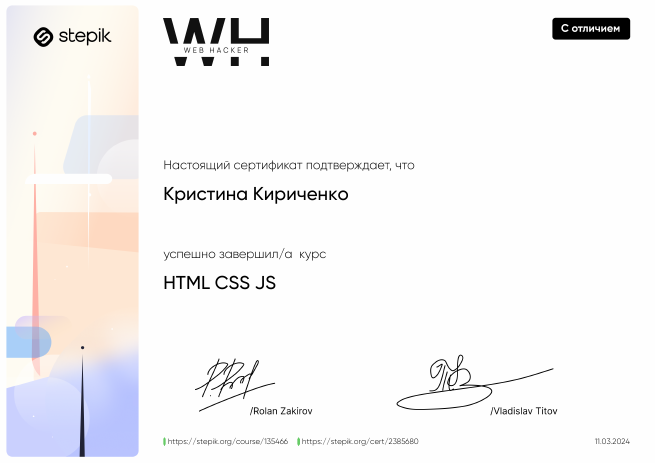 stepik
WH
WEB HACKER
С отличием
Настоящий сертификат подтверждает, что
Кристина Кириченко
успешно завершил/а курс
HTML CSS JS
/Rolan Zakirov
/Vladislav Titov
https://stepik.org/course/135466
https://stepik.org/cert/2385680
11.03.2024